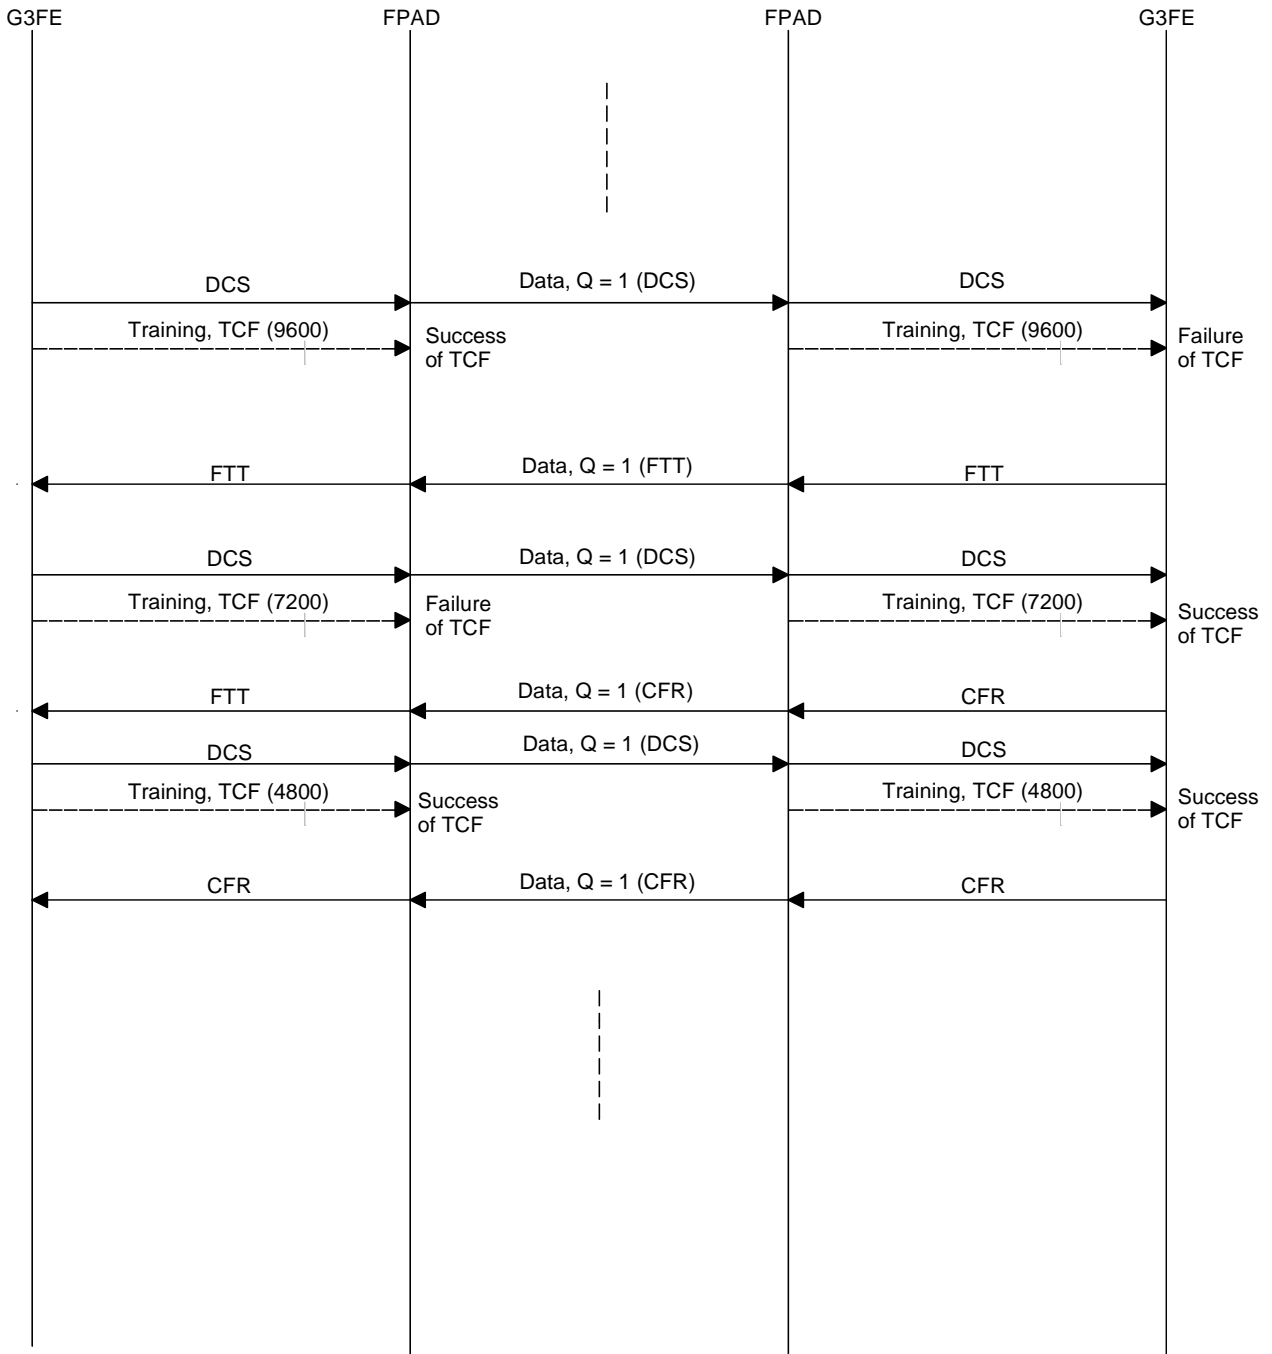 G3FE
FPAD
FPAD
G3FE
DCS
Data, Q = 1 (DCS)
DCS
Training, TCF (9600)
Success
of TCF
Training, TCF (9600)
Failure
of TCF
FTT
Data, Q = 1 (FTT)
FTT
DCS
Data, Q = 1 (DCS)
DCS
Training, TCF (7200)
Failure
of TCF
Training, TCF (7200)
Success
of TCF
FTT
Data, Q = 1 (CFR)
CFR
DCS
Data, Q = 1 (DCS)
DCS
Training, TCF (4800)
Success
of TCF
Training, TCF (4800)
Success
of TCF
CFR
Data, Q = 1 (CFR)
CFR